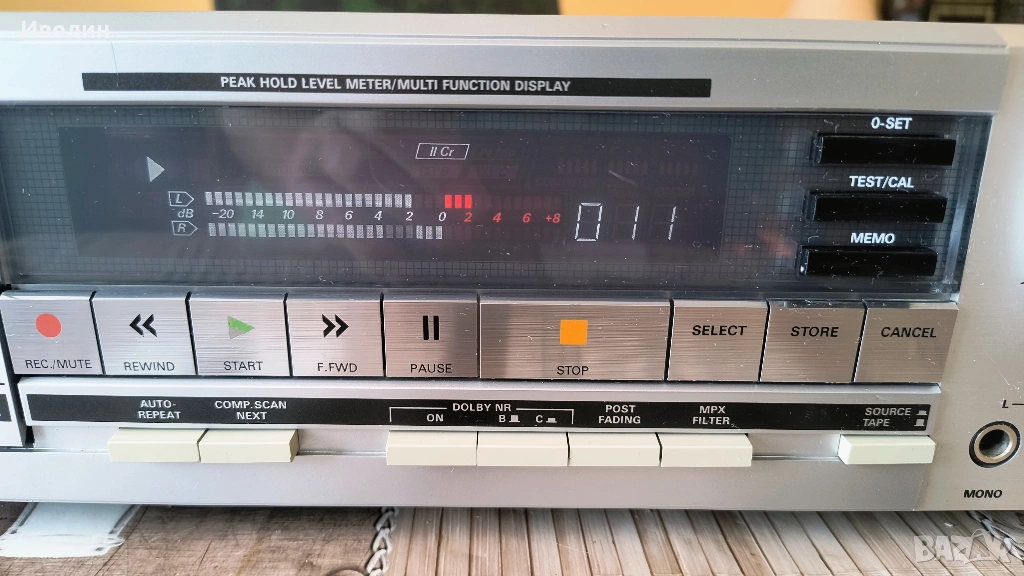 Иволин
PEAK HOLD LEVEL METER/MULTI FUNCTION DISPLAY
0-SET
II Cr
TEST/CAL
L
dB -20 14 10 8 6 4 2 0 2 4 6 +8
R
011
MEMO
REC./MUTE
REWIND
START
F.FWD
PAUSE
STOP
SELECT
STORE
CANCEL
AUTO-REPEAT
COMP.SCAN NEXT
DOLBY NR
ON B C
POST FADING
MPX FILTER
SOURCE
TAPE
L
MONO
BAZAR